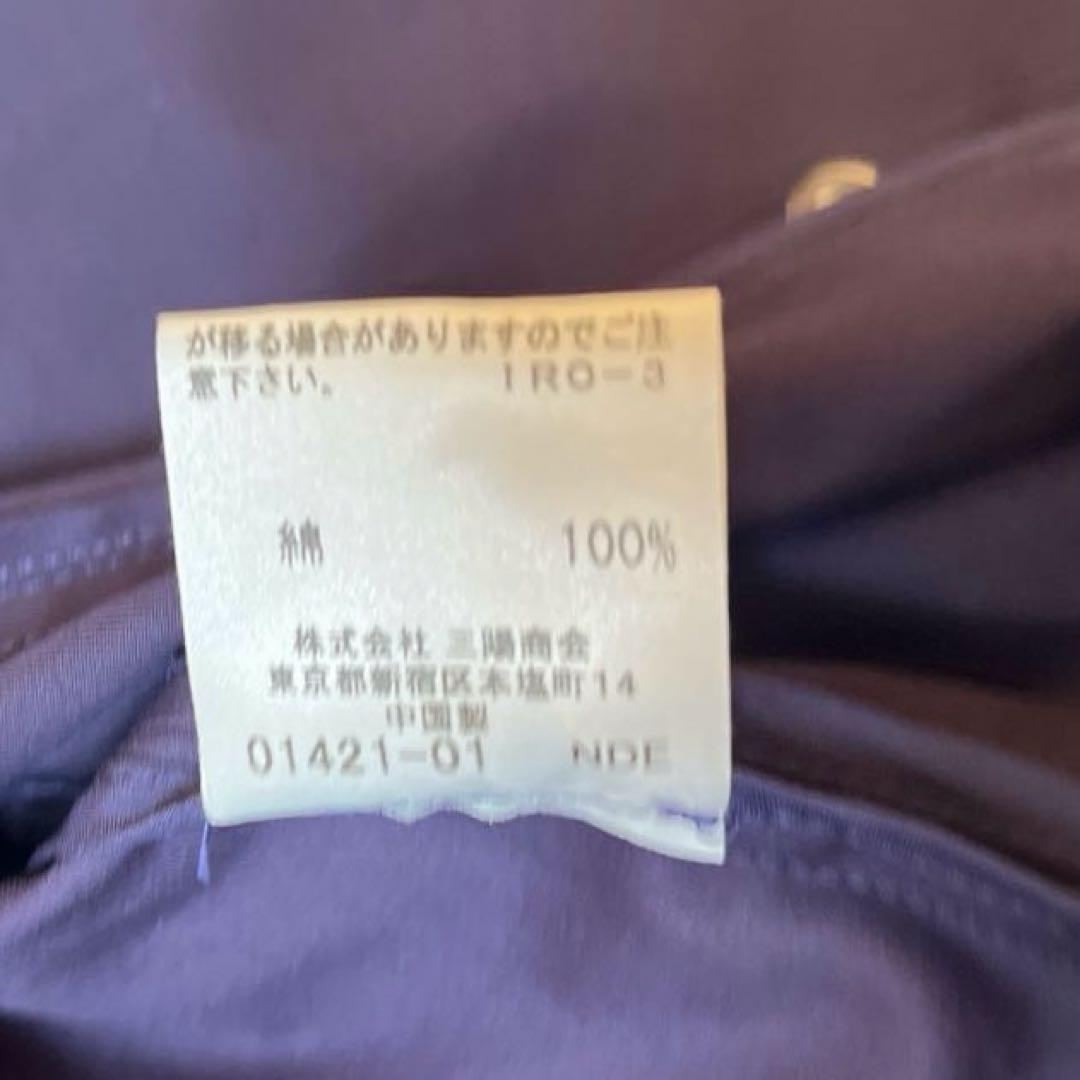 が移る場合がありますのでご注
意下さい。 IRO-3
綿 100%
株式会社 三陽商会
東京都新宿区本塩町14
中国製
01421-01 NDE